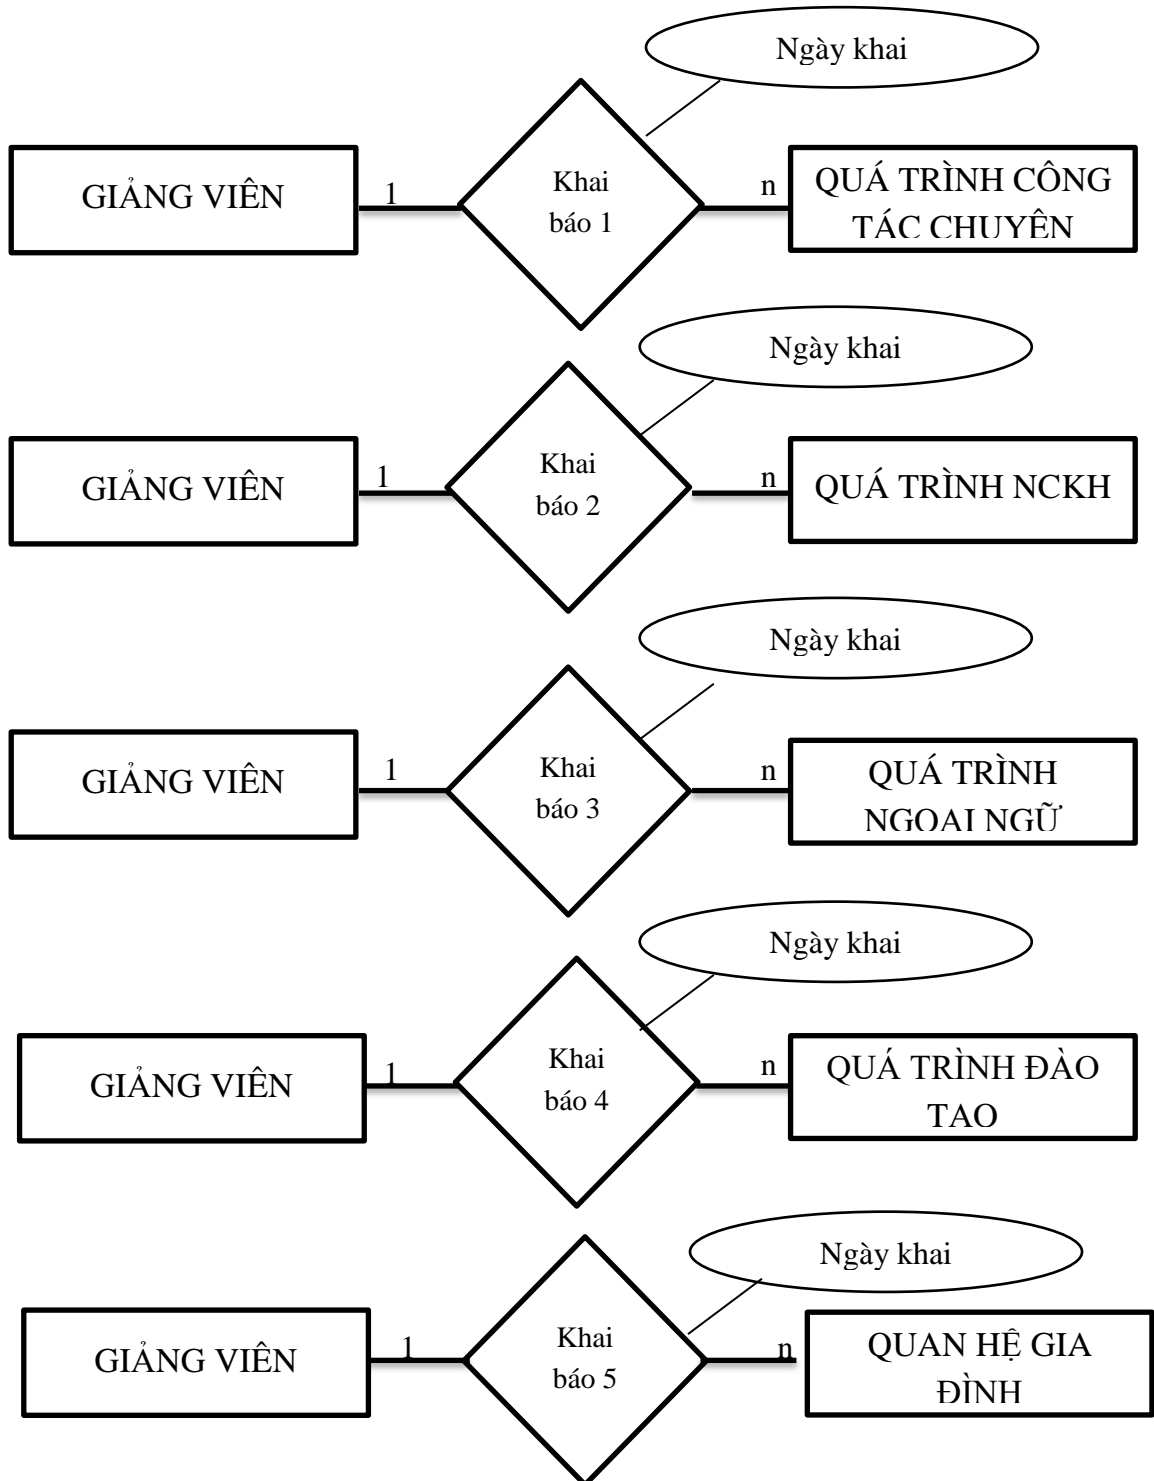 Ngày khai
GIẢNG VIÊN
1
Khai
báo 1
n
QUÁ TRÌNH CÔNG
TÁC CHUYÊN
Ngày khai
GIẢNG VIÊN
1
Khai
báo 2
n
QUÁ TRÌNH NCKH
Ngày khai
GIẢNG VIÊN
1
Khai
báo 3
n
QUÁ TRÌNH
NGOẠI NGỮ
Ngày khai
GIẢNG VIÊN
1
Khai
báo 4
n
QUÁ TRÌNH ĐÀO
TẠO
Ngày khai
GIẢNG VIÊN
1
Khai
báo 5
n
QUAN HỆ GIA
ĐÌNH